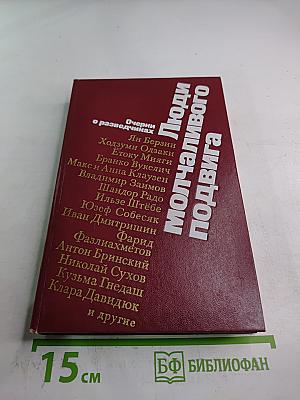 Очерки
о разведчиках
Люди
молчаливого
подвига
Ян Берзин
Ходзуми Одзаки
Ётоку Мияги
Бранко Вукелич
Макс и Анна Клаузен
Владимир Заимов
Шандор Радо
Ильзе Штёбе
Юзеф Собесяк
Иван Дмитришин
Фарид
Фазлиахметов
Антон Бринский
Николай Сухов
Кузьма Гнедаш
Клара Давидюк
и другие
15 см
БФ БИБЛИОФАН